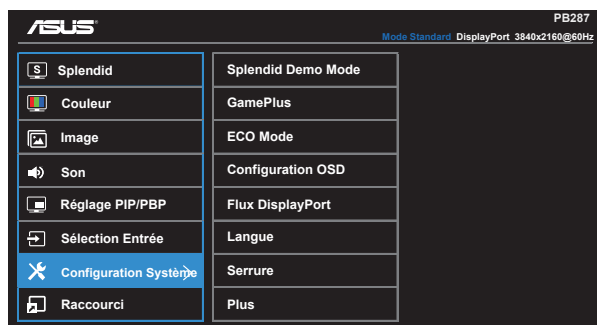 ASUS
PB287
Mode Standard DisplayPort 3840x2160@60Hz
S Splendid
Couleur
Image
Son
Réglage PIP/PBP
Sélection Entrée
Configuration Système
Raccourci
Splendid Demo Mode
GamePlus
ECO Mode
Configuration OSD
Flux DisplayPort
Langue
Serrure
Plus